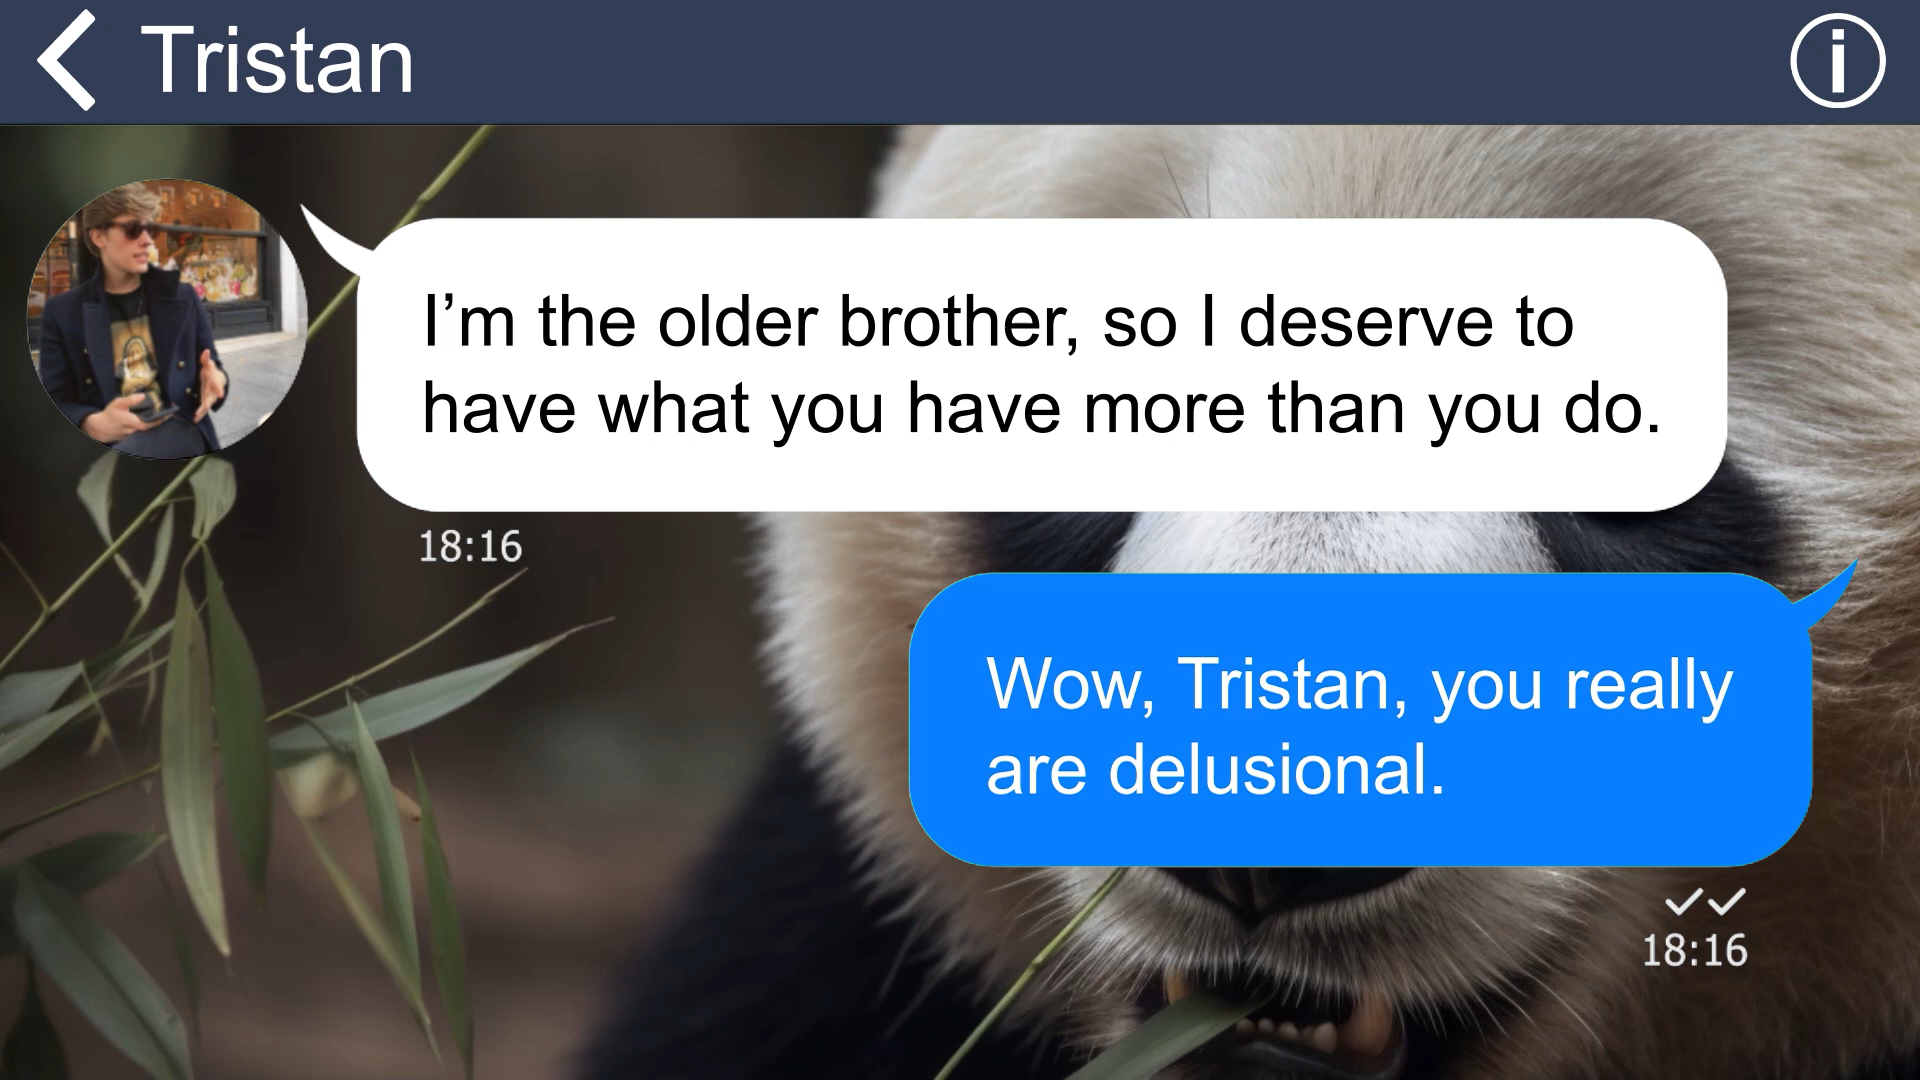 Tristan
I’m the older brother, so I deserve to
have what you have more than you do.
18:16
Wow, Tristan, you really
are delusional.
18:16